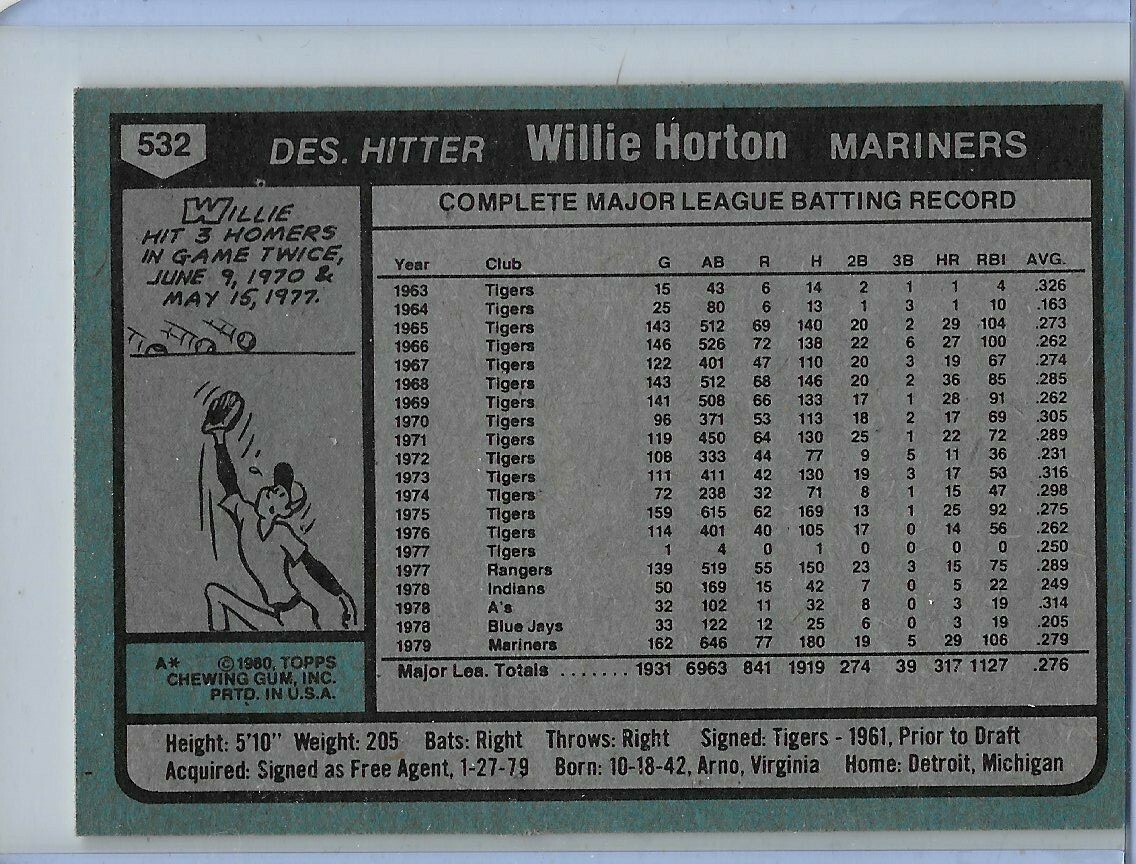 532 DES. HITTER Willie Horton MARINERS
WILLIE
HIT 3 HOMERS
IN GAME TWICE,
JUNE 9, 1970 &
MAY 15, 1977.
COMPLETE MAJOR LEAGUE BATTING RECORD
Year Club G AB R H 2B 3B HR RBI AVG.
1963 Tigers 15 43 6 14 2 1 1 4 .326
1964 Tigers 25 80 6 13 1 3 1 10 .163
1965 Tigers 143 512 69 140 20 2 29 104 .273
1966 Tigers 146 526 72 138 22 6 27 100 .262
1967 Tigers 122 401 47 110 20 3 19 67 .274
1968 Tigers 143 512 68 146 20 2 36 85 .285
1969 Tigers 141 508 66 133 17 1 28 91 .262
1970 Tigers 96 371 53 113 18 2 17 69 .305
1971 Tigers 119 450 64 130 25 1 22 72 .289
1972 Tigers 108 333 44 77 9 5 11 36 .231
1973 Tigers 111 411 42 130 19 3 17 53 .316
1974 Tigers 72 238 32 71 8 1 15 47 .298
1975 Tigers 159 615 62 169 13 1 25 92 .275
1976 Tigers 114 401 40 105 17 0 14 56 .262
1977 Tigers 1 4 0 1 0 0 0 0 .250
1977 Rangers 139 519 55 150 23 3 15 75 .289
1978 Indians 50 169 15 42 7 0 5 22 249
1978 A's 32 102 11 32 8 0 3 19 .314
1978 Blue Jays 33 122 12 25 6 0 3 19 .205
1979 Mariners 162 646 77 180 19 5 29 106 .279
Major Lea. Totals ....... 1931 6963 841 1919 274 39 317 1127 .276
A* © 1980, TOPPS
CHEWING GUM, INC.
PRTD. IN U.S.A.
Height: 5'10" Weight: 205 Bats: Right Throws: Right Signed: Tigers - 1961, Prior to Draft
Acquired: Signed as Free Agent, 1-27-79 Born: 10-18-42, Arno, Virginia Home: Detroit, Michigan